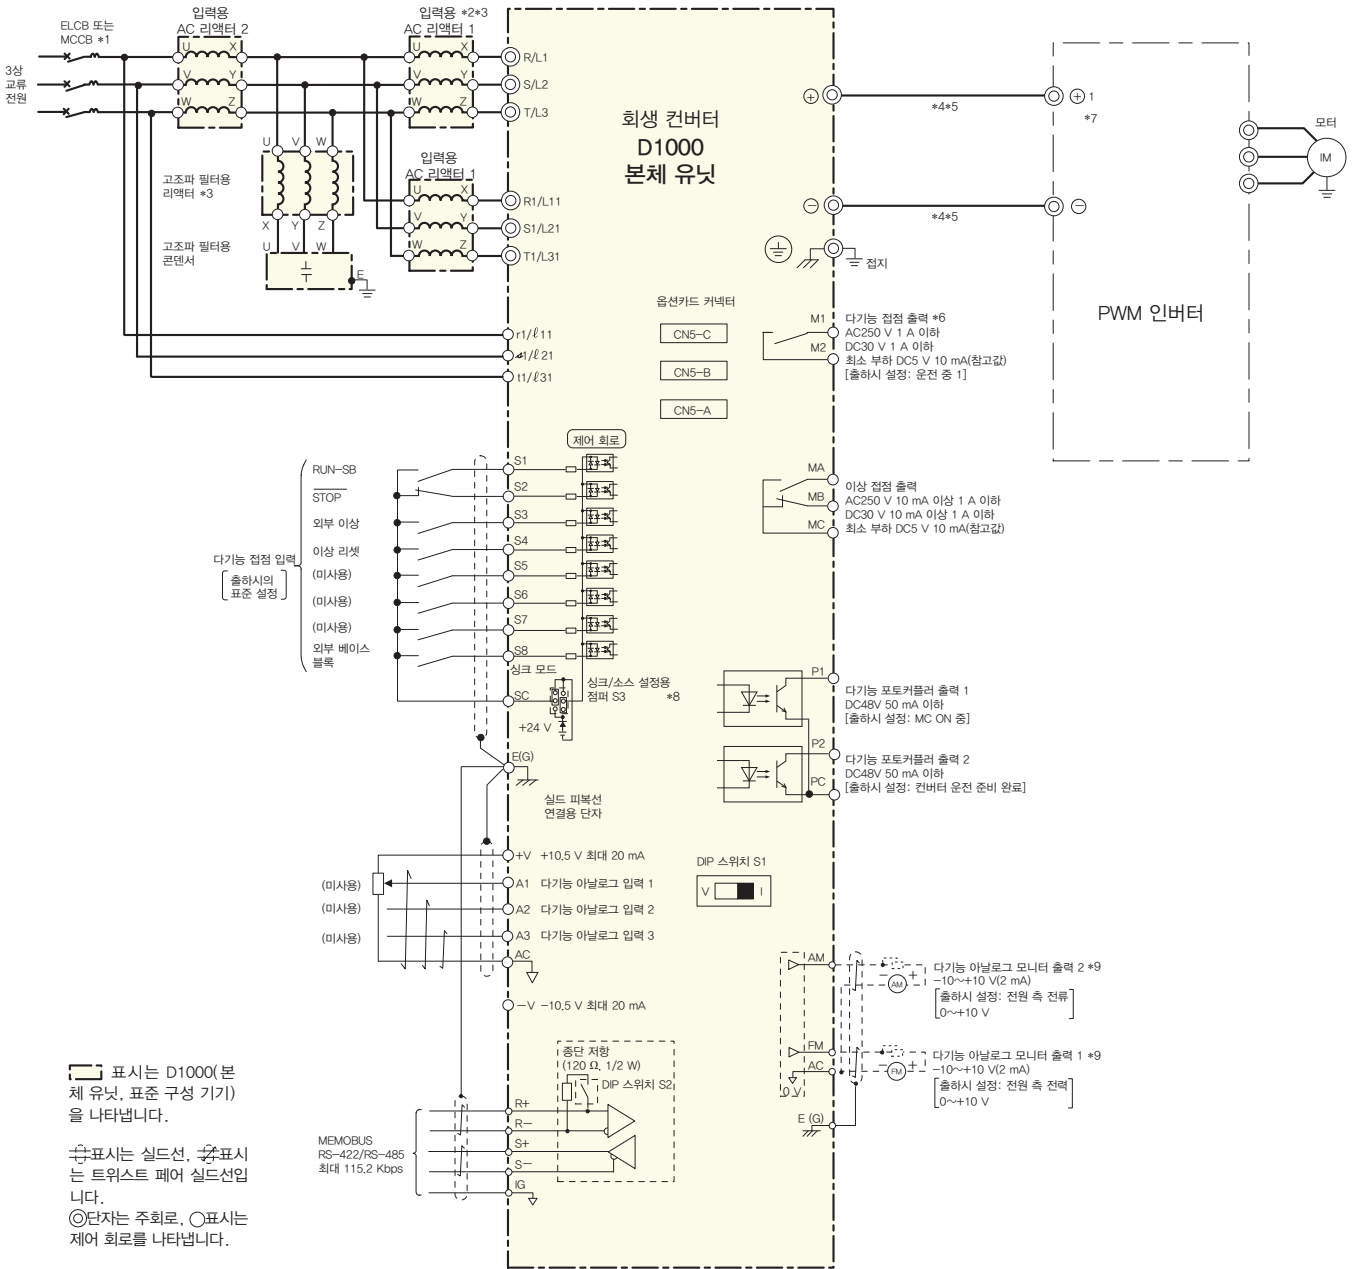 ELCB 또는
MCCB *1
3상
교류
전원
입력용
AC 리액터 2
U X
V Y
W Z
입력용 *2*3
AC 리액터 1
U X
V Y
W Z
R/L1
S/L2
T/L3
U V W
고조파 필터용
리액터 *3
X Y Z
고조파 필터용
콘덴서
U V W
E
입력용
AC 리액터 1
U X
V Y
W Z
R1/L11
S1/L21
T1/L31
r1/ℓ11
1/ℓ21
t1/ℓ31
회생 컨버터
D1000
본체 유닛
+
*4*5
+ 1
*7
−
*4*5
−
접지
모터
IM
PWM 인버터
옵션카드 커넥터
CN5−C
CN5−B
CN5−A
M1
M2
다기능 접점 출력 *6
AC250 V 1 A 이하
DC30 V 1 A 이하
최소 부하 DC5 V 10 mA(참고값)
[출하시 설정: 운전 중 1]
제어 회로
다기능 접점 입력
출하시의
표준 설정
RUN−SB
STOP
외부 이상
이상 리셋
(미사용)
(미사용)
(미사용)
외부 베이스
블록
S1
S2
S3
S4
S5
S6
S7
S8
싱크 모드
SC
+24 V
싱크/소스 설정용
점퍼 S3 *8
MA
MB
MC
이상 접점 출력
AC250 V 10 mA 이상 1 A 이하
DC30 V 10 mA 이상 1 A 이하
최소 부하 DC5 V 10 mA(참고값)
P1
다기능 포토커플러 출력 1
DC48V 50 mA 이하
[출하시 설정: MC ON 중]
P2
PC
다기능 포토커플러 출력 2
DC48V 50 mA 이하
[출하시 설정: 컨버터 운전 준비 완료]
E(G)
실드 피복선
연결용 단자
(미사용)
(미사용)
(미사용)
+V +10.5 V 최대 20 mA
A1 다기능 아날로그 입력 1
A2 다기능 아날로그 입력 2
A3 다기능 아날로그 입력 3
AC
−V −10.5 V 최대 20 mA
DIP 스위치 S1
V I
AM
AM
다기능 아날로그 모니터 출력 2 *9
−10~+10 V(2 mA)
출하시 설정: 전원 측 전류
0~+10 V
FM
AC
0 V
FM
다기능 아날로그 모니터 출력 1 *9
−10~+10 V(2 mA)
출하시 설정: 전원 측 전력
0~+10 V
E (G)
종단 저항
(120 Ω, 1/2 W)
DIP 스위치 S2
MEMOBUS
RS−422/RS−485
최대 115.2 Kbps
R+
R−
S+
S−
IG
표시는 D1000(본
체 유닛, 표준 구성 기기)
을 나타냅니다.
표시는 실드선, 표시
는 트위스트 페어 실드선입
니다.
단자는 주회로, 표시는
제어 회로를 나타냅니다.